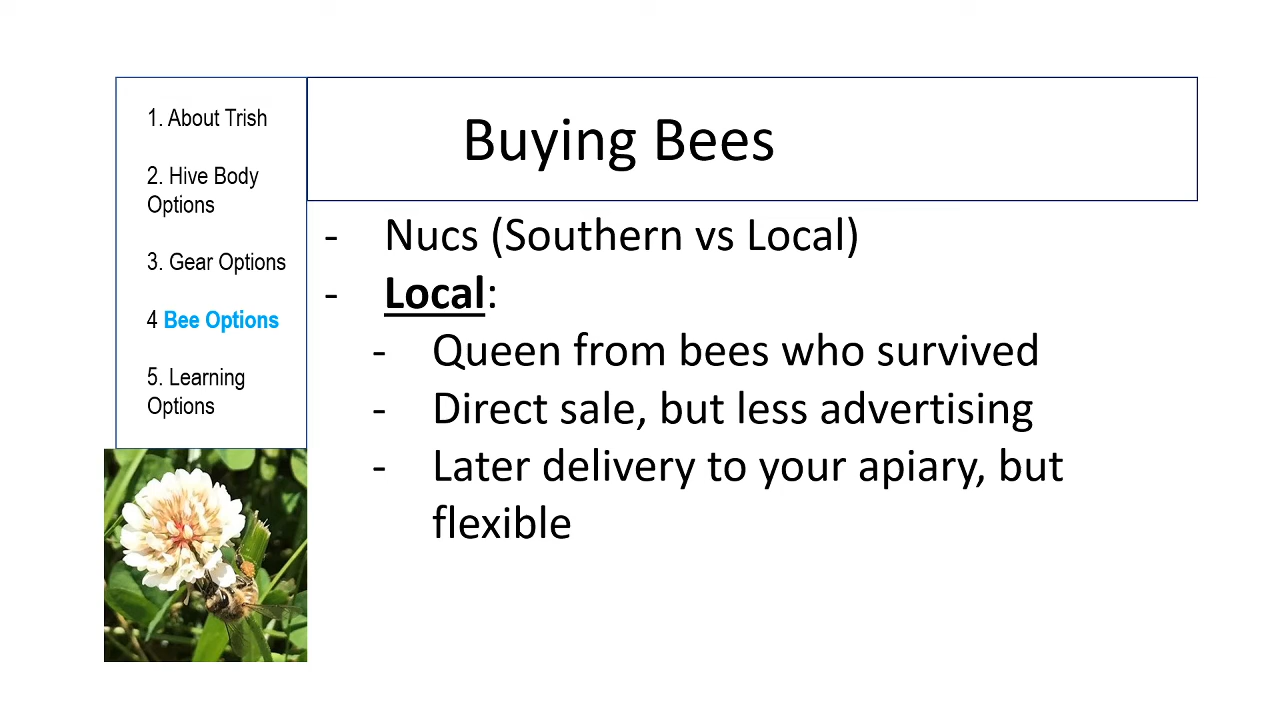 1. About Trish
2. Hive Body
Options
3. Gear Options
4 Bee Options
5. Learning
Options
Buying Bees
- Nucs (Southern vs Local)
- Local:
- Queen from bees who survived
- Direct sale, but less advertising
- Later delivery to your apiary, but
flexible